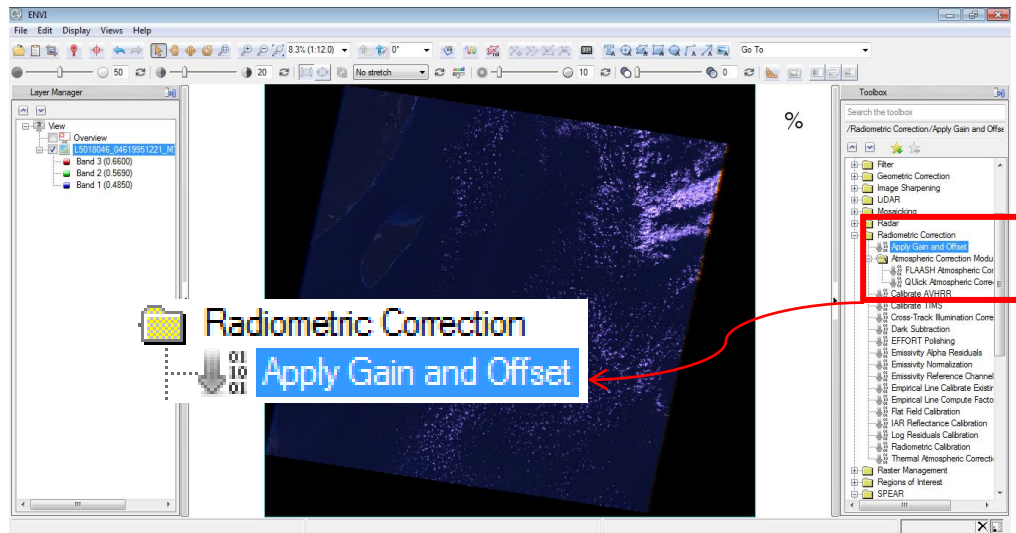 ENVI
File Edit Display Views Help
8.3% (1:12.0) 0° Go To
50 20 No stretch 10 0
Layer Manager
View
Overview
L5018046_04619951221_MT
Band 3 (0.6600)
Band 2 (0.5690)
Band 1 (0.4850)
%
Radiometric Correction
01
10
01
Apply Gain and Offset
Toolbox
Search the toolbox
/Radiometric Correction/Apply Gain and Offse
Filter
Geometric Correction
Image Sharpening
LiDAR
Mosaicking
Radar
Radiometric Correction
Apply Gain and Offset
Atmospheric Correction Modu
FLAASH Atmospheric Cor
QUick Atmospheric Corre
Calibrate AVHRR
Calibrate TIMS
Cross-Track Illumination Corre
Dark Subtraction
EFFORT Polishing
Emissivity Alpha Residuals
Emissivity Normalization
Emissivity Reference Channel
Empirical Line Calibrate Existir
Empirical Line Compute Facto
Flat Field Calibration
IAR Reflectance Calibration
Log Residuals Calibration
Radiometric Calibration
Thermal Atmospheric Correcti
Raster Management
Regions of Interest
SPEAR